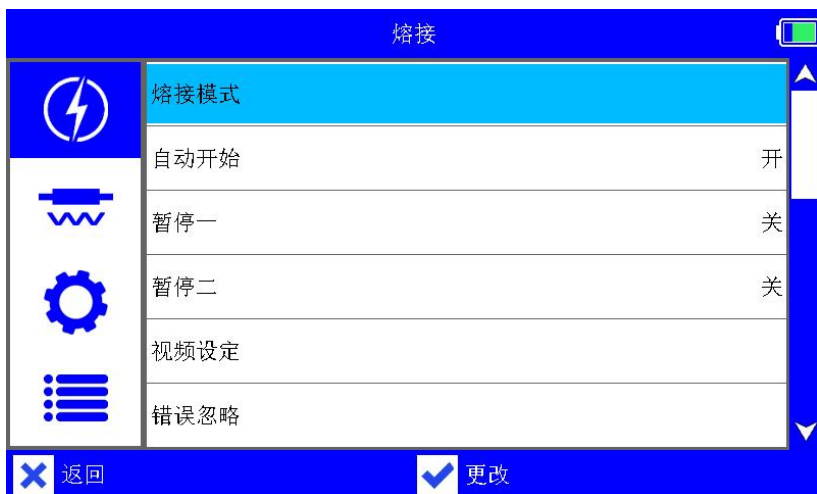 熔接
熔接模式
自动开始 开
暂停一 关
暂停二 关
视频设定
错误忽略
返回 更改